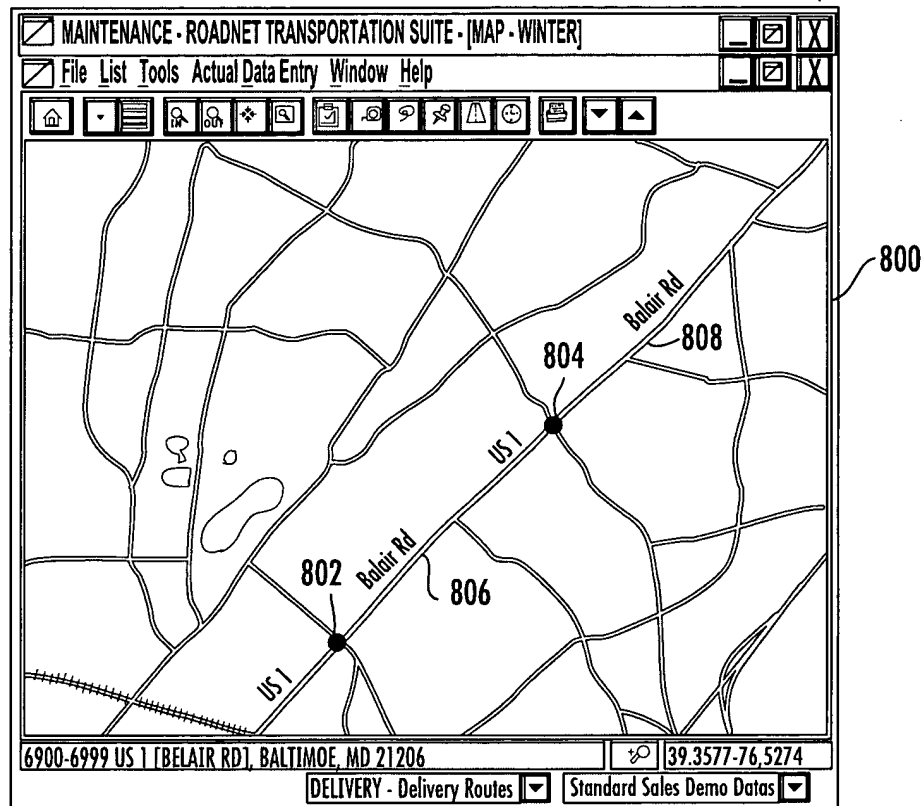 MAINTENANCE - ROADNET TRANSPORTATION SUITE - [MAP - WINTER]
X
File List Tools Actual Data Entry Window Help
X
IN OUT
800
Balair Rd
808
804
US 1
Balair Rd
802
806
US 1
6900-6999 US 1 [BELAIR RD], BALTIMOE, MD 21206
39.3577-76,5274
DELIVERY - Delivery Routes
Standard Sales Demo Datas